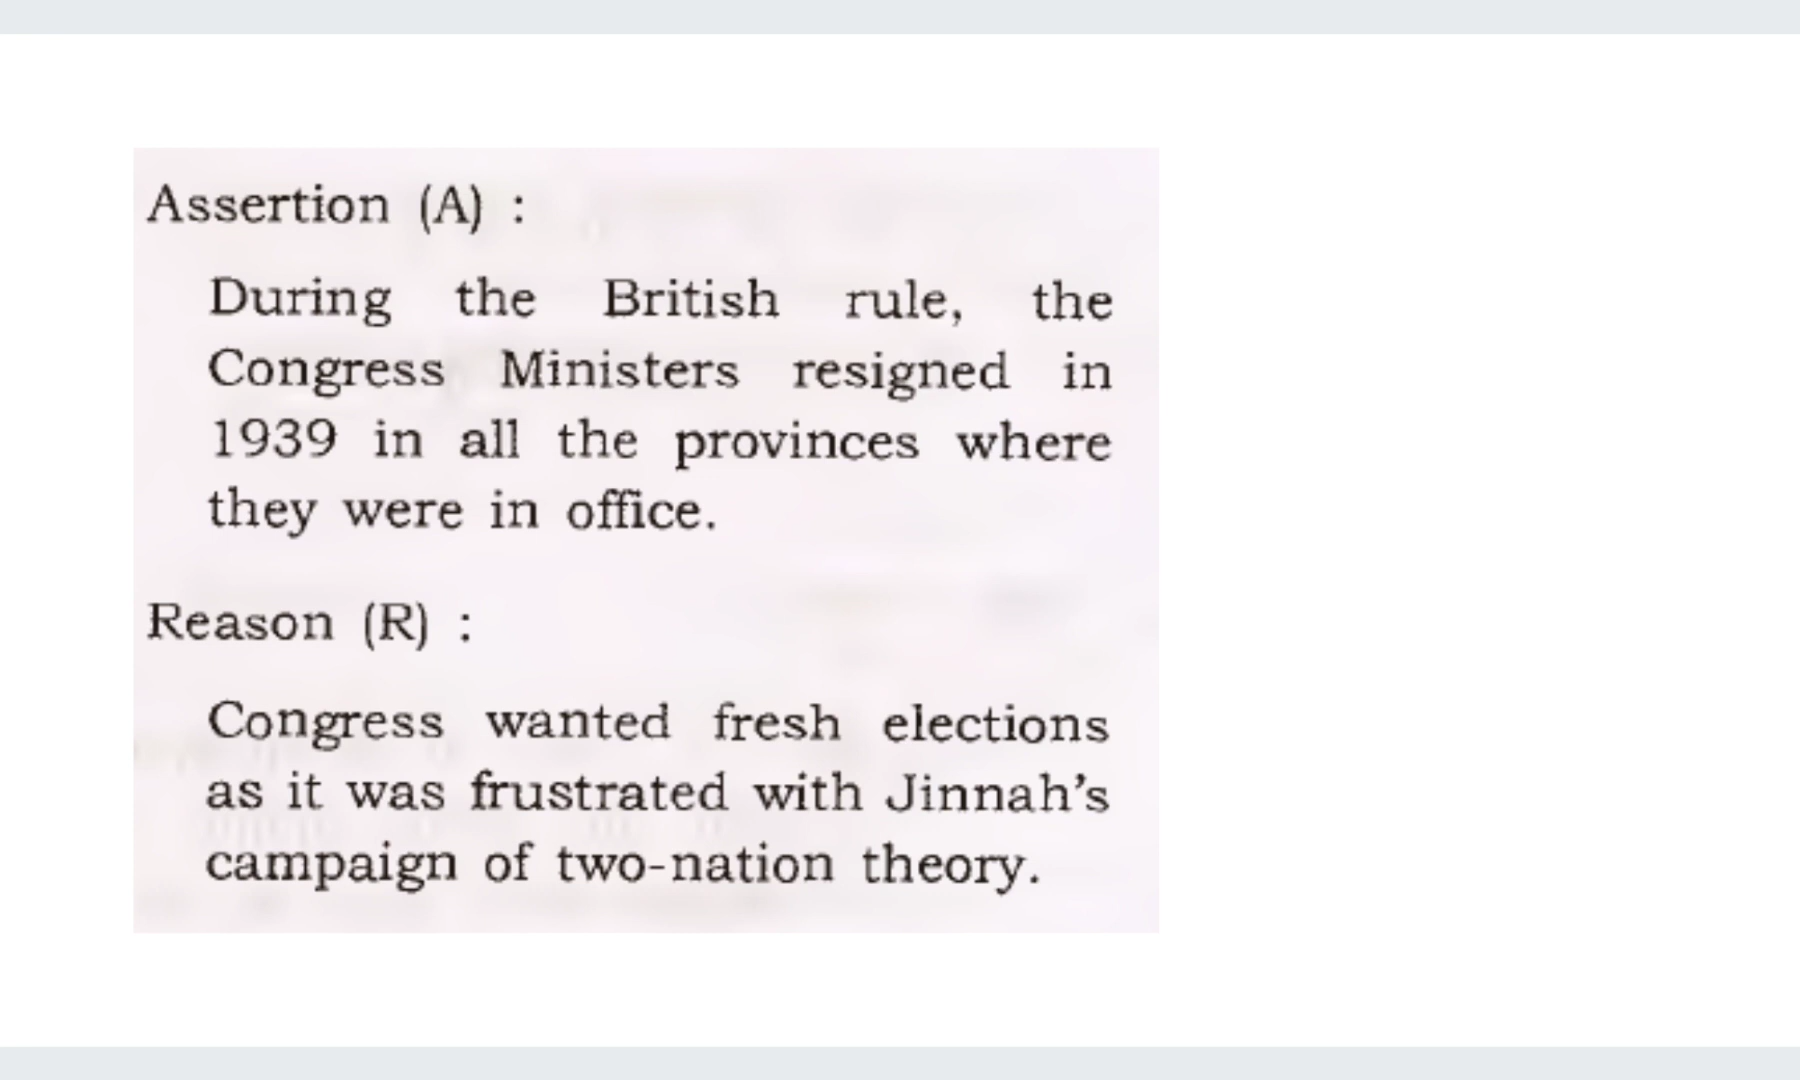 Assertion (A) :
During the British rule, the
Congress Ministers resigned in
1939 in all the provinces where
they were in office.
Reason (R) :
Congress wanted fresh elections
as it was frustrated with Jinnah's
campaign of two-nation theory.